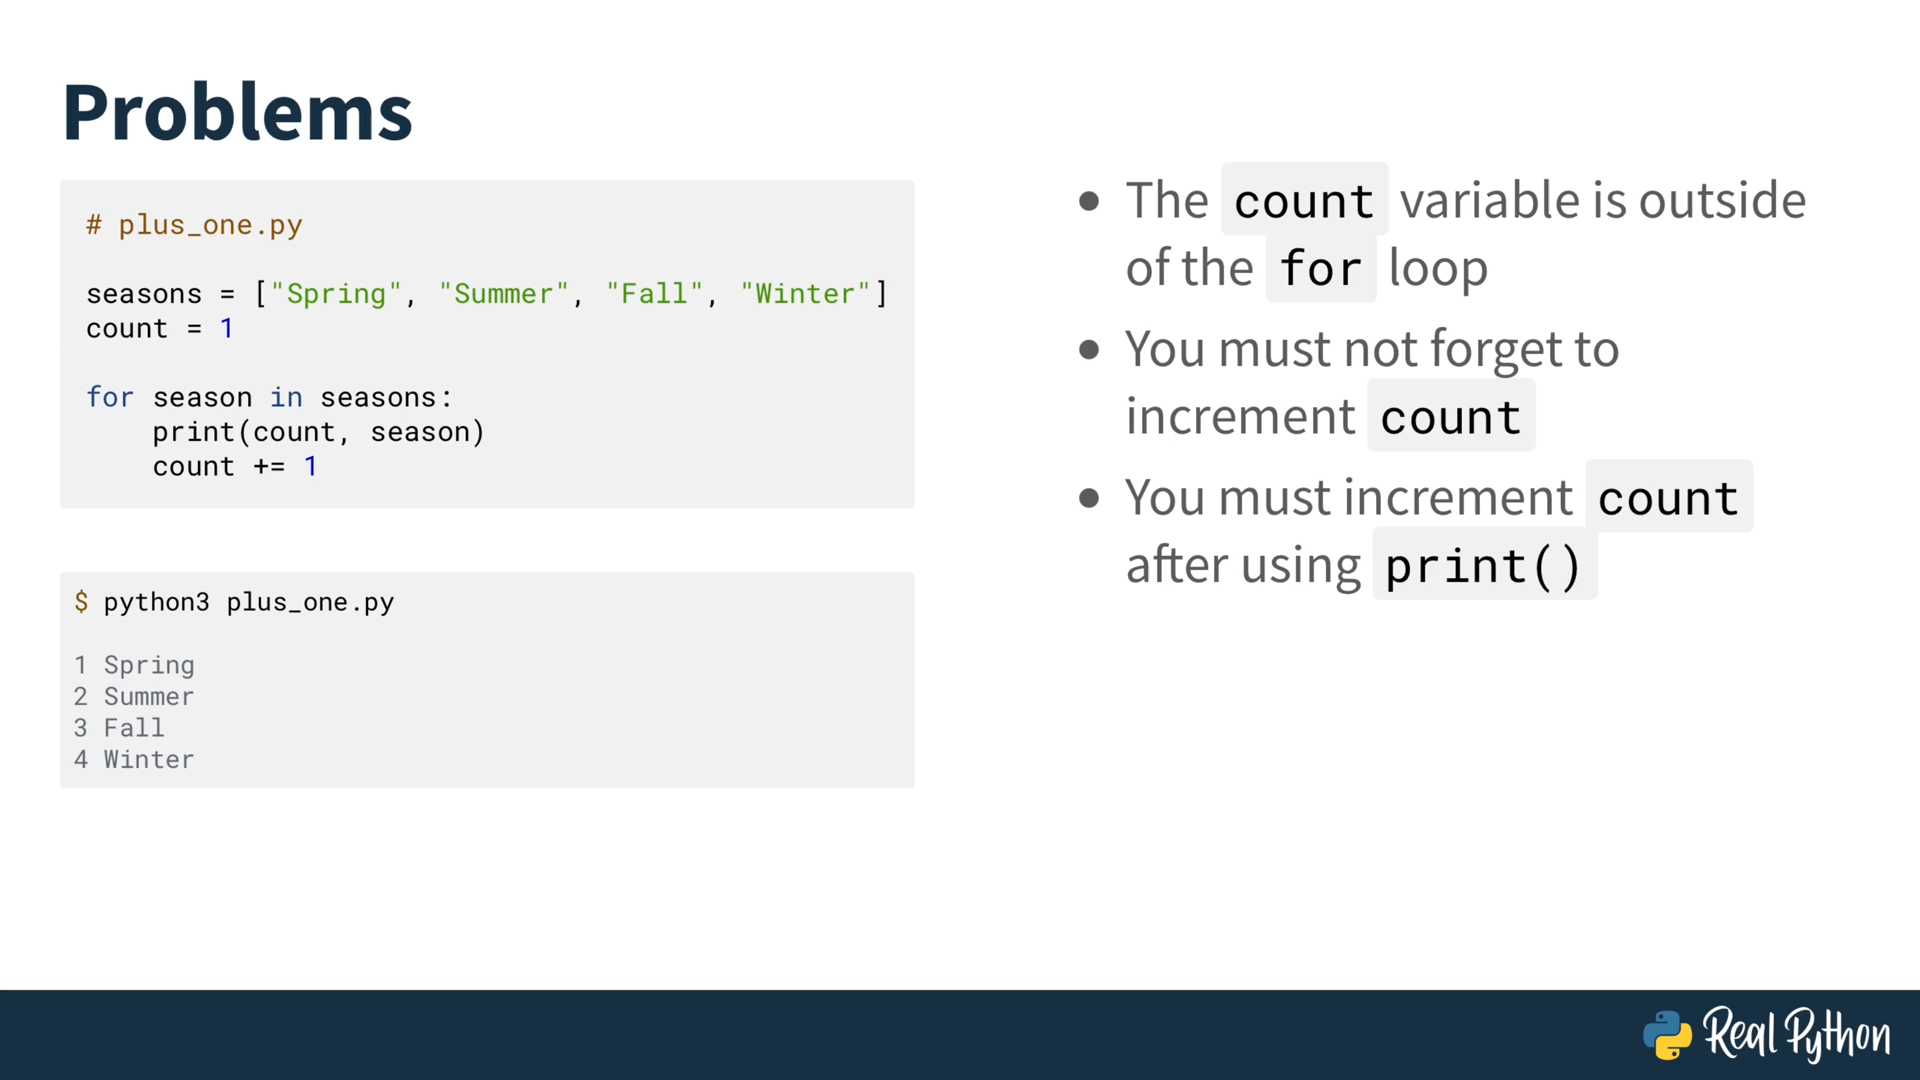 Problems
# plus_one.py
seasons = ["Spring", "Summer", "Fall", "Winter"]
count = 1
for season in seasons:
    print(count, season)
    count += 1
$ python3 plus_one.py
1 Spring
2 Summer
3 Fall
4 Winter
• The count variable is outside
of the for loop
• You must not forget to
increment count
• You must increment count
after using print()
Real Python